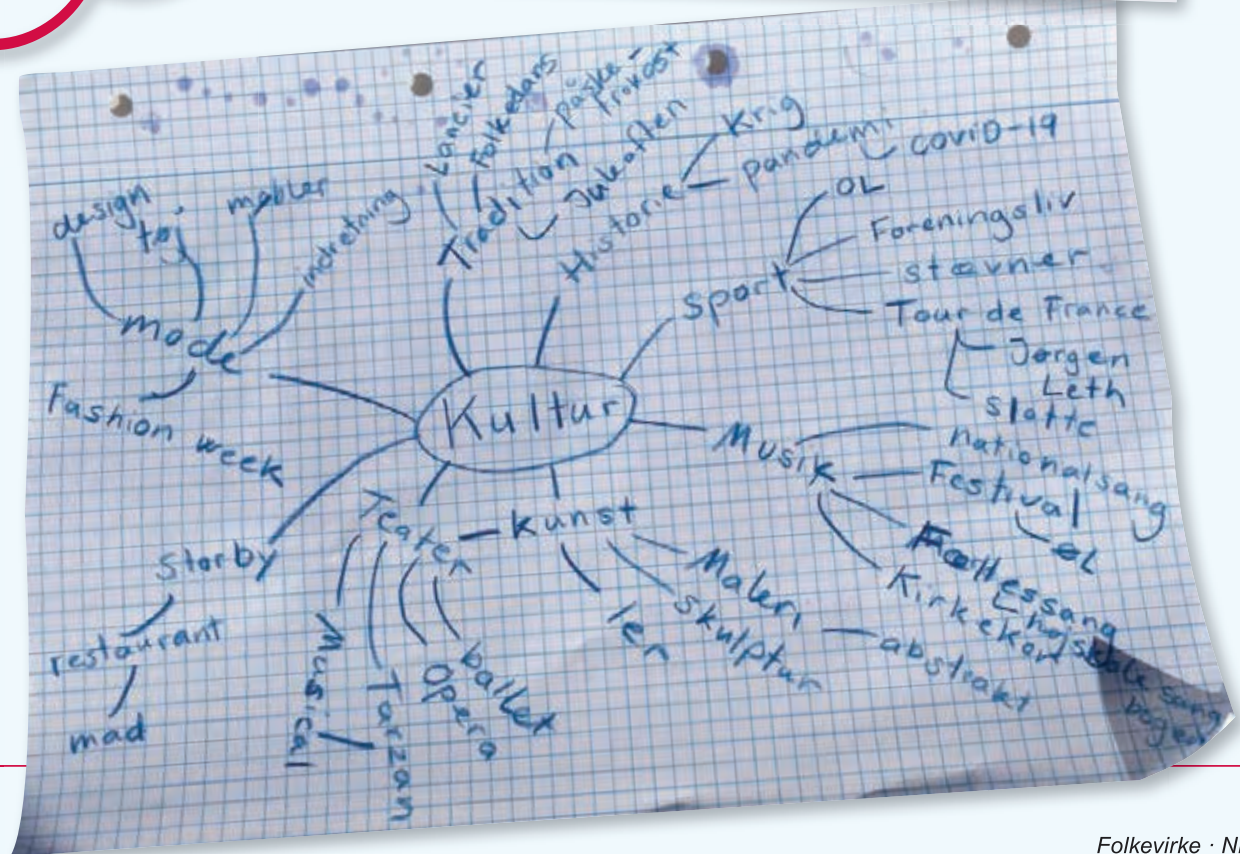 Kultur
Tradition
Lancier
Folkedans
påske-
frokost
Juleaften
Historie
Krig
pandemi
covid-19
Sport
OL
Foreningsliv
stævner
Tour de France
Jørgen
Leth
slotte
Musik
nationalsang
Festival
øL
Fællessang
højskole sang
bogen
Kirkekor
kunst
Maleri
abstrakt
skulptur
ler
Teater
ballet
Opera
Tarzan
Musical
Storby
restaurant
mad
mode
design
tøj
møbler
indretning
Fashion week
Folkevirke ·